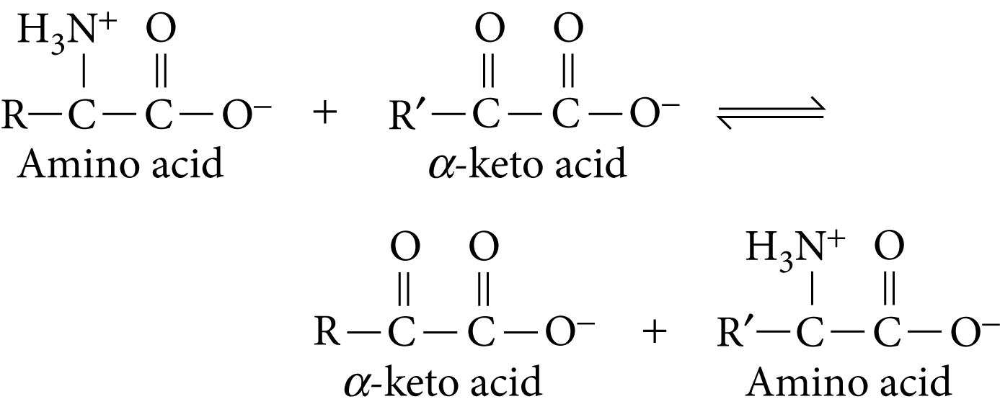 H₃N⁺ O O O
R—C—C—O⁻ + R′—C—C—O⁻ ⇌
Amino acid α-keto acid
O O H₃N⁺ O
R—C—C—O⁻ + R′—C—C—O⁻
α-keto acid Amino acid